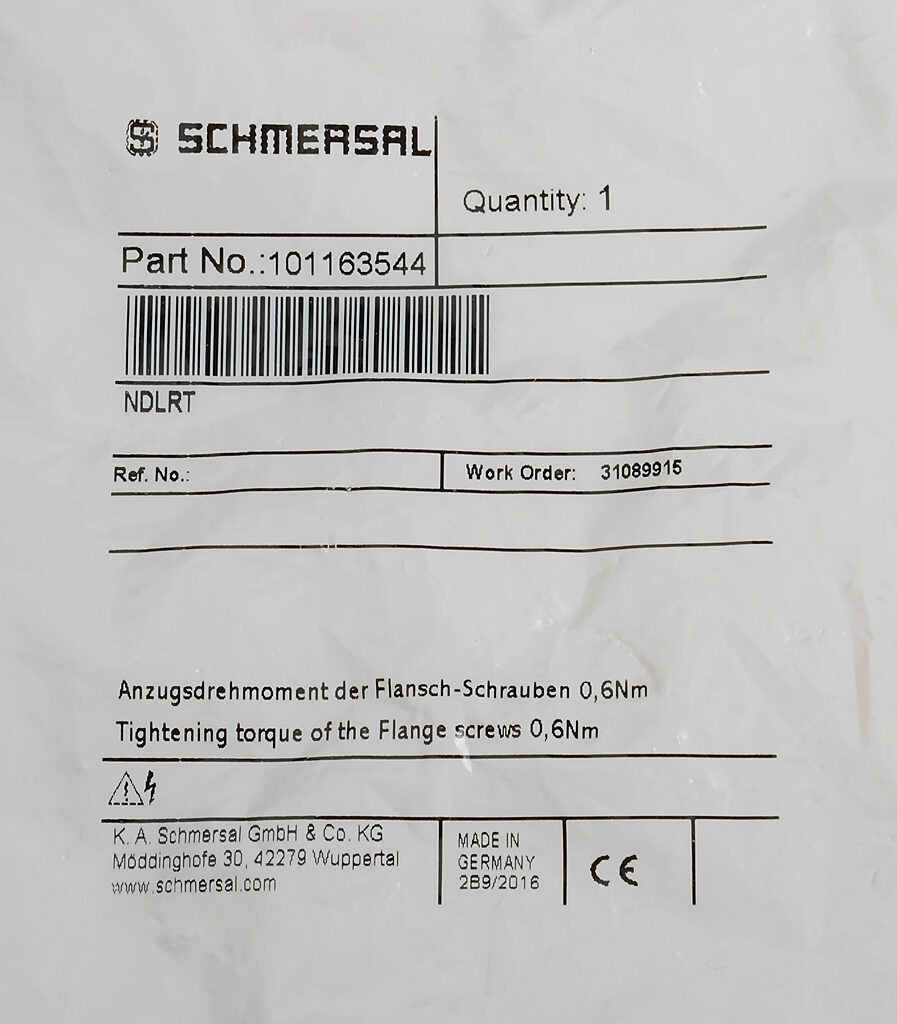 SCHMERSAL
Quantity: 1
Part No.:101163544
NDLRT
Ref. No.:
Work Order: 31089915
Anzugsdrehmoment der Flansch-Schrauben 0,6Nm
Tightening torque of the Flange screws 0,6Nm
K. A. Schmersal GmbH & Co. KG
Möddinghofe 30, 42279 Wuppertal
www.schmersal.com
MADE IN
GERMANY
2B9/2016
CE